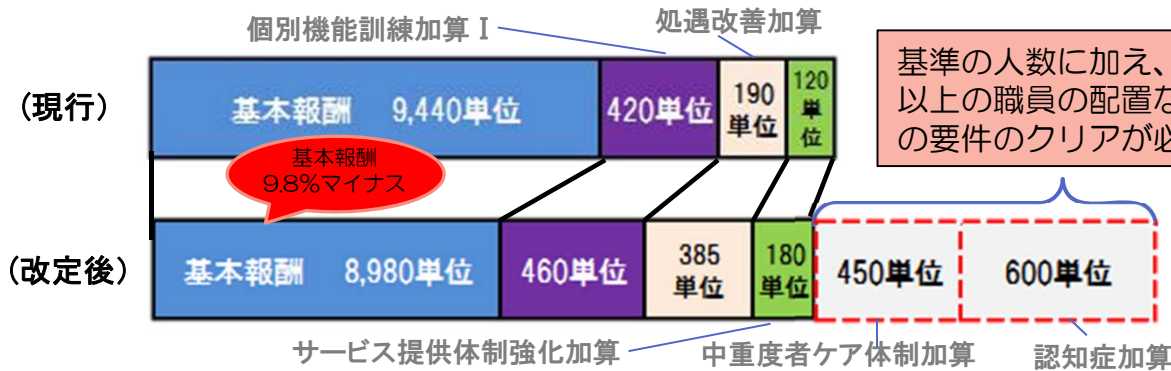 個別機能訓練加算Ⅰ
処遇改善加算
(現行)
基本報酬 9,440単位
420単位
190
単位
120
単
位
基準の人数に加え、
以上の職員の配置な
の要件のクリアが必
基本報酬
9.8%マイナス
(改定後)
基本報酬 8,980単位
460単位
385
単位
180
単位
450単位
600単位
サービス提供体制強化加算
中重度者ケア体制加算
認知症加算